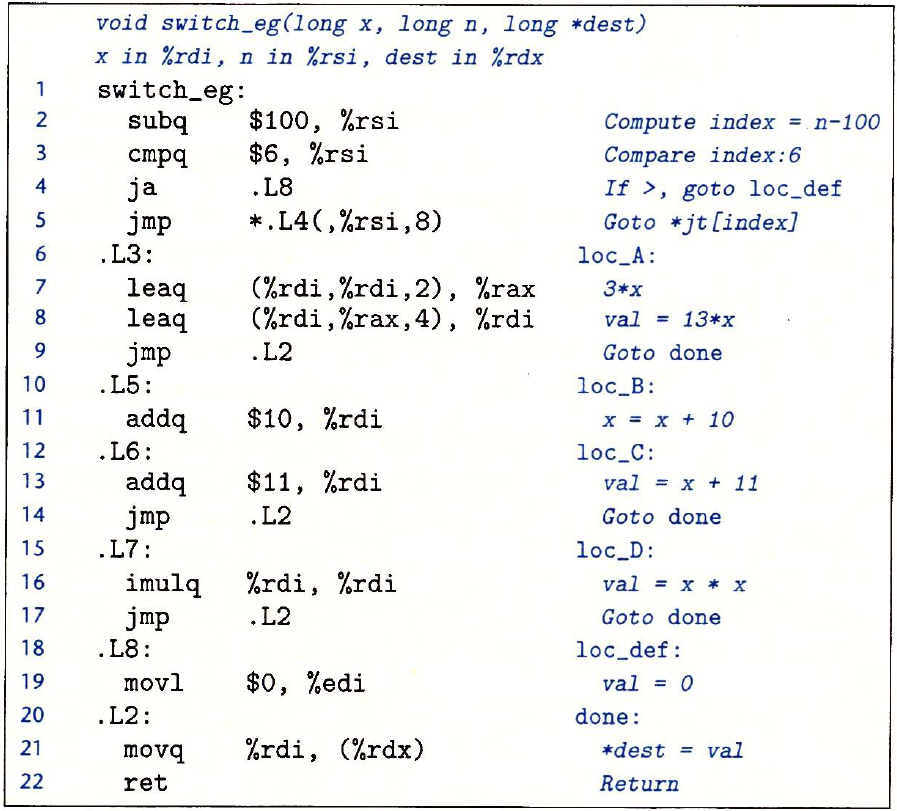 void switch_eg(long x, long n, long *dest)
x in %rdi, n in %rsi, dest in %rdx
1 switch_eg:
2 subq $100, %rsi Compute index = n-100
3 cmpq $6, %rsi Compare index:6
4 ja .L8 If >, goto loc_def
5 jmp *.L4(,%rsi,8) Goto *jt[index]
6 .L3: loc_A:
7 leaq (%rdi,%rdi,2), %rax 3*x
8 leaq (%rdi,%rax,4), %rdi val = 13*x
9 jmp .L2 Goto done
10 .L5: loc_B:
11 addq $10, %rdi x = x + 10
12 .L6: loc_C:
13 addq $11, %rdi val = x + 11
14 jmp .L2 Goto done
15 .L7: loc_D:
16 imulq %rdi, %rdi val = x * x
17 jmp .L2 Goto done
18 .L8: loc_def:
19 movl $0, %edi val = 0
20 .L2: done:
21 movq %rdi, (%rdx) *dest = val
22 ret Return